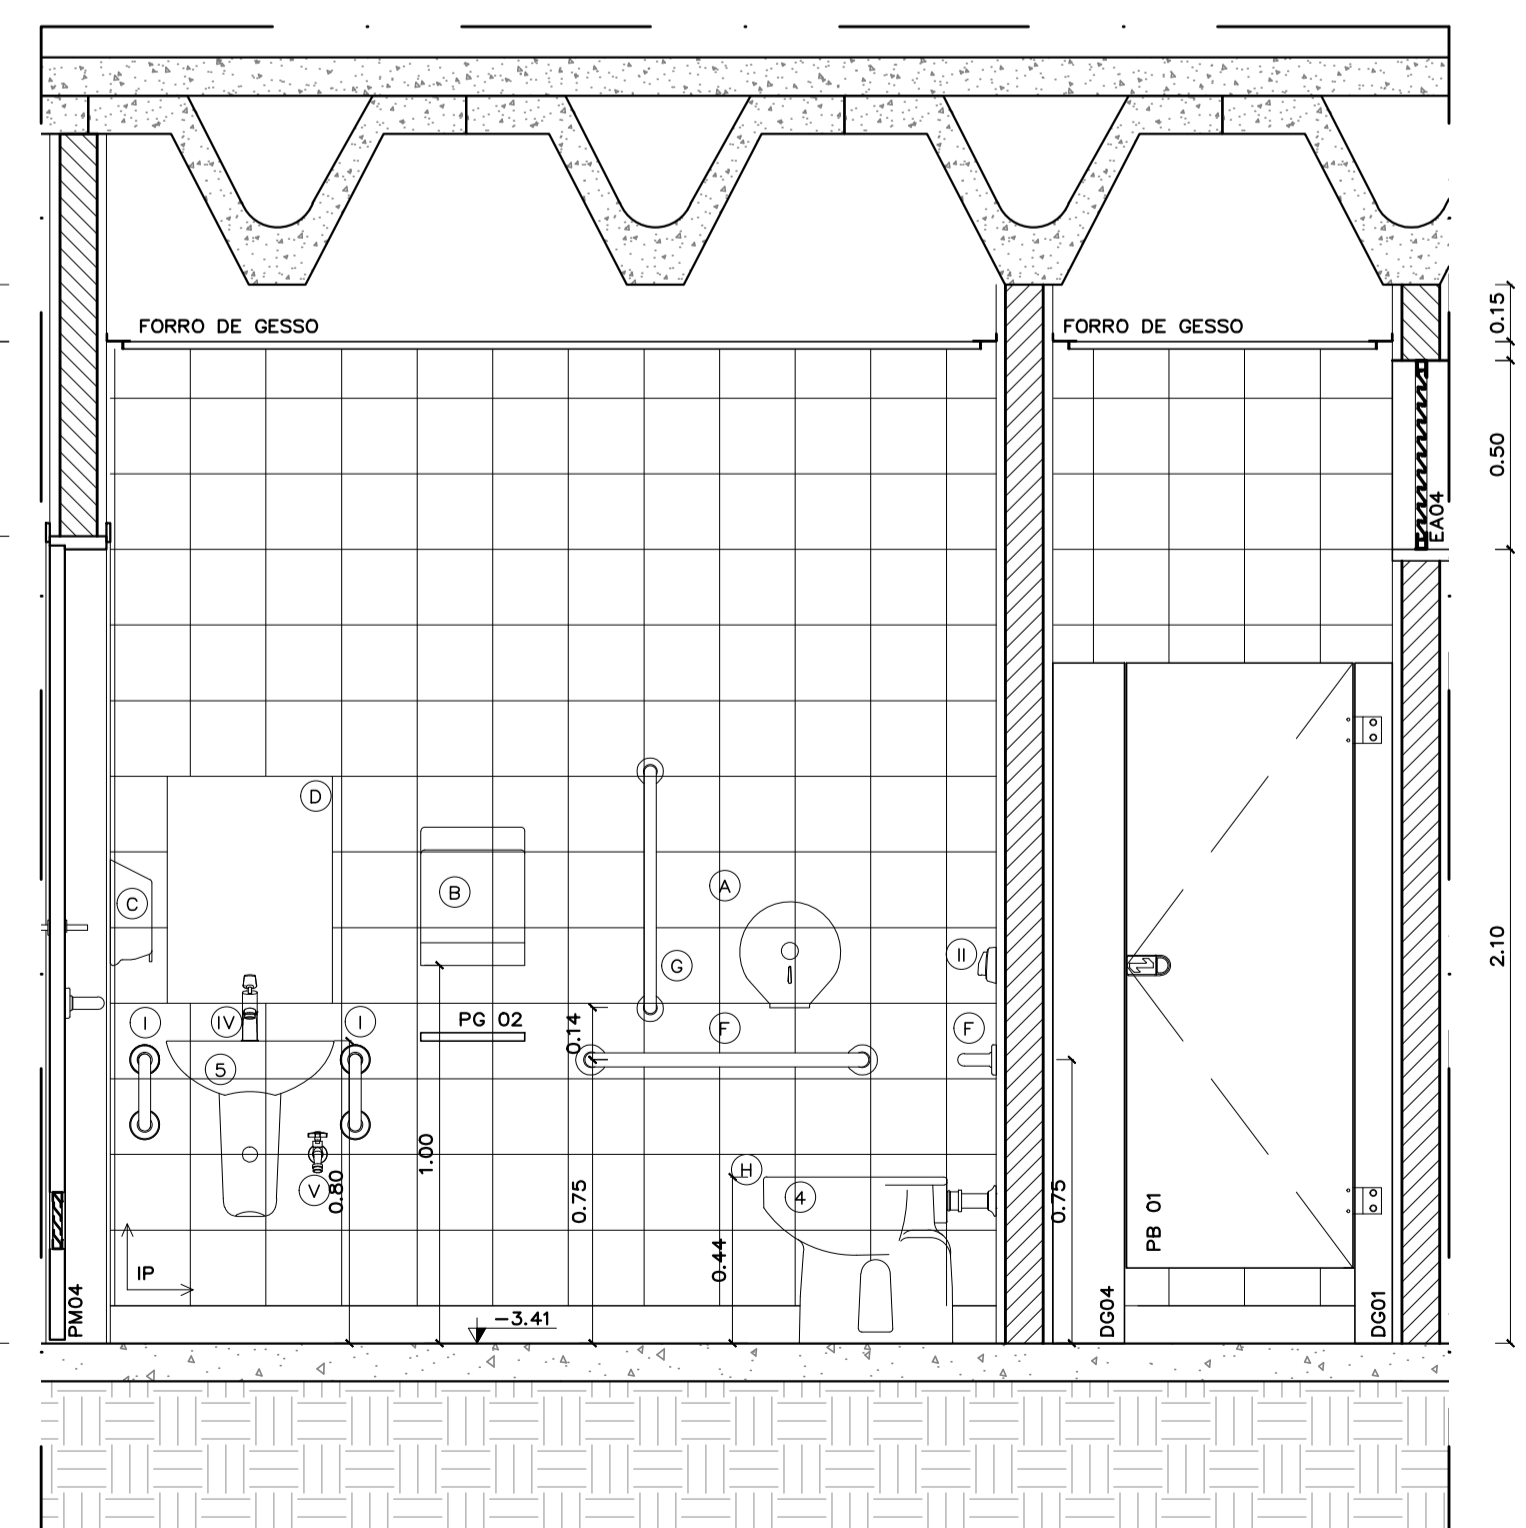 FORRO DE GESSO
FORRO DE GESSO
0.15
0.50
EA04
D
B
A
C
G
II
2.10
I
IV
I
PG 02
0.14
F
F
5
1.00
V
0.80
0.75
H
4
0.44
0.75
PB 01
IP
PM04
-3.41
DG04
DG01